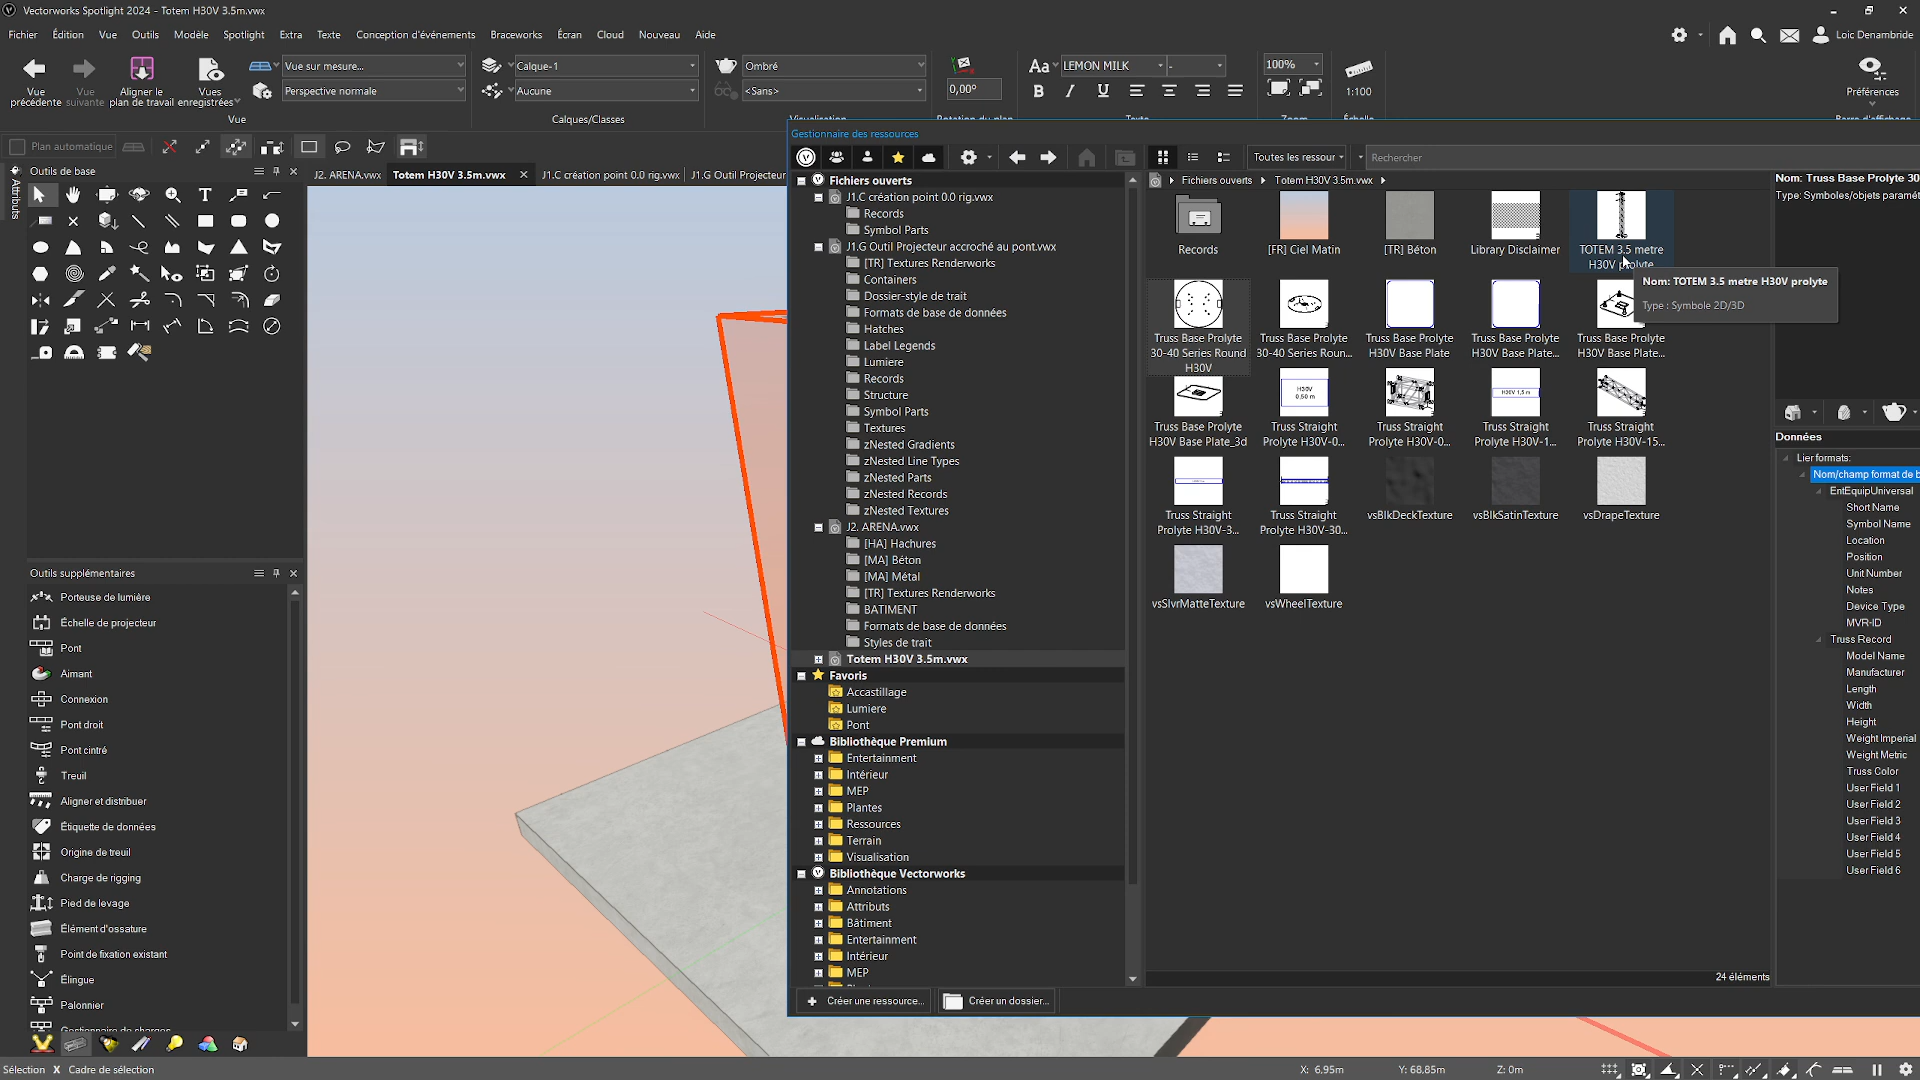 Vectorworks Spotlight 2024 - Totem H30V 3.5m.vwx
Fichier Édition Vue Outils Modèle Spotlight Extra Texte Conception d'événements Braceworks Écran Cloud Nouveau Aide
Loic Denambride
Vue précédente
Vue suivante
Aligner le plan de travail
Vues enregistrées
Vue sur mesure...
Perspective normale
Vue
Calque-1
Aucune
Calques/Classes
Ombré
<Sans>
0,00°
LEMON MILK
-
100%
1:100
Préférences
Plan automatique
Attributs
Outils de base
J2. ARENA.vwx
Totem H30V 3.5m.vwx
J1.C création point 0.0 rig.vwx
J1.G Outil Projecteur
Outils supplémentaires
Porteuse de lumière
Échelle de projecteur
Pont
Aimant
Connexion
Pont droit
Pont cintré
Treuil
Aligner et distribuer
Étiquette de données
Origine de treuil
Charge de rigging
Pied de levage
Élément d'ossature
Point de fixation existant
Élingue
Palonnier
Gestionnaire de charges
Gestionnaire des ressources
Toutes les ressour
Rechercher
Fichiers ouverts
J1.C création point 0.0 rig.vwx
Records
Symbol Parts
J1.G Outil Projecteur accroché au pont.vwx
[TR] Textures Renderworks
Containers
Dossier-style de trait
Formats de base de données
Hatches
Label Legends
Lumiere
Records
Structure
Symbol Parts
Textures
zNested Gradients
zNested Line Types
zNested Parts
zNested Records
zNested Textures
J2. ARENA.vwx
[HA] Hachures
[MA] Béton
[MA] Métal
[TR] Textures Renderworks
BATIMENT
Formats de base de données
Styles de trait
Totem H30V 3.5m.vwx
Favoris
Accastillage
Lumiere
Pont
Bibliothèque Premium
Entertainment
Intérieur
MEP
Plantes
Ressources
Terrain
Visualisation
Bibliothèque Vectorworks
Annotations
Attributs
Bâtiment
Entertainment
Intérieur
MEP
Créer une ressource...
Créer un dossier...
Fichiers ouverts
Totem H30V 3.5m.vwx
Records
[FR] Ciel Matin
[TR] Béton
Library Disclaimer
TOTEM 3.5 metre
H30V prolyte
Nom: TOTEM 3.5 metre H30V prolyte
Type : Symbole 2D/3D
Truss Base Prolyte 30-40 Series Round H30V
Truss Base Prolyte 30-40 Series Roun...
Truss Base Prolyte H30V Base Plate
Truss Base Prolyte H30V Base Plate...
Truss Base Prolyte H30V Base Plate...
H30V 0,50 m
H30V 1,5 m
Truss Base Prolyte H30V Base Plate_3d
Truss Straight Prolyte H30V-0...
Truss Straight Prolyte H30V-0...
Truss Straight Prolyte H30V-1...
Truss Straight Prolyte H30V-15...
Truss Straight Prolyte H30V-3...
Truss Straight Prolyte H30V-30...
vsBlkDeckTexture
vsBlkSatinTexture
vsDrapeTexture
vsSlvrMatteTexture
vsWheelTexture
24 éléments
Nom: Truss Base Prolyte 30
Type: Symboles/objets paramét
Données
Lier formats:
Nom/champ format de b
EntEquipUniversal
Short Name
Symbol Name
Location
Position
Unit Number
Notes
Device Type
MVR-ID
Truss Record
Model Name
Manufacturer
Length
Width
Height
Weight Imperial
Weight Metric
Truss Color
User Field 1
User Field 2
User Field 3
User Field 4
User Field 5
User Field 6
Sélection X Cadre de sélection
X: 6,95m
Y: 68,85m
Z: 0m